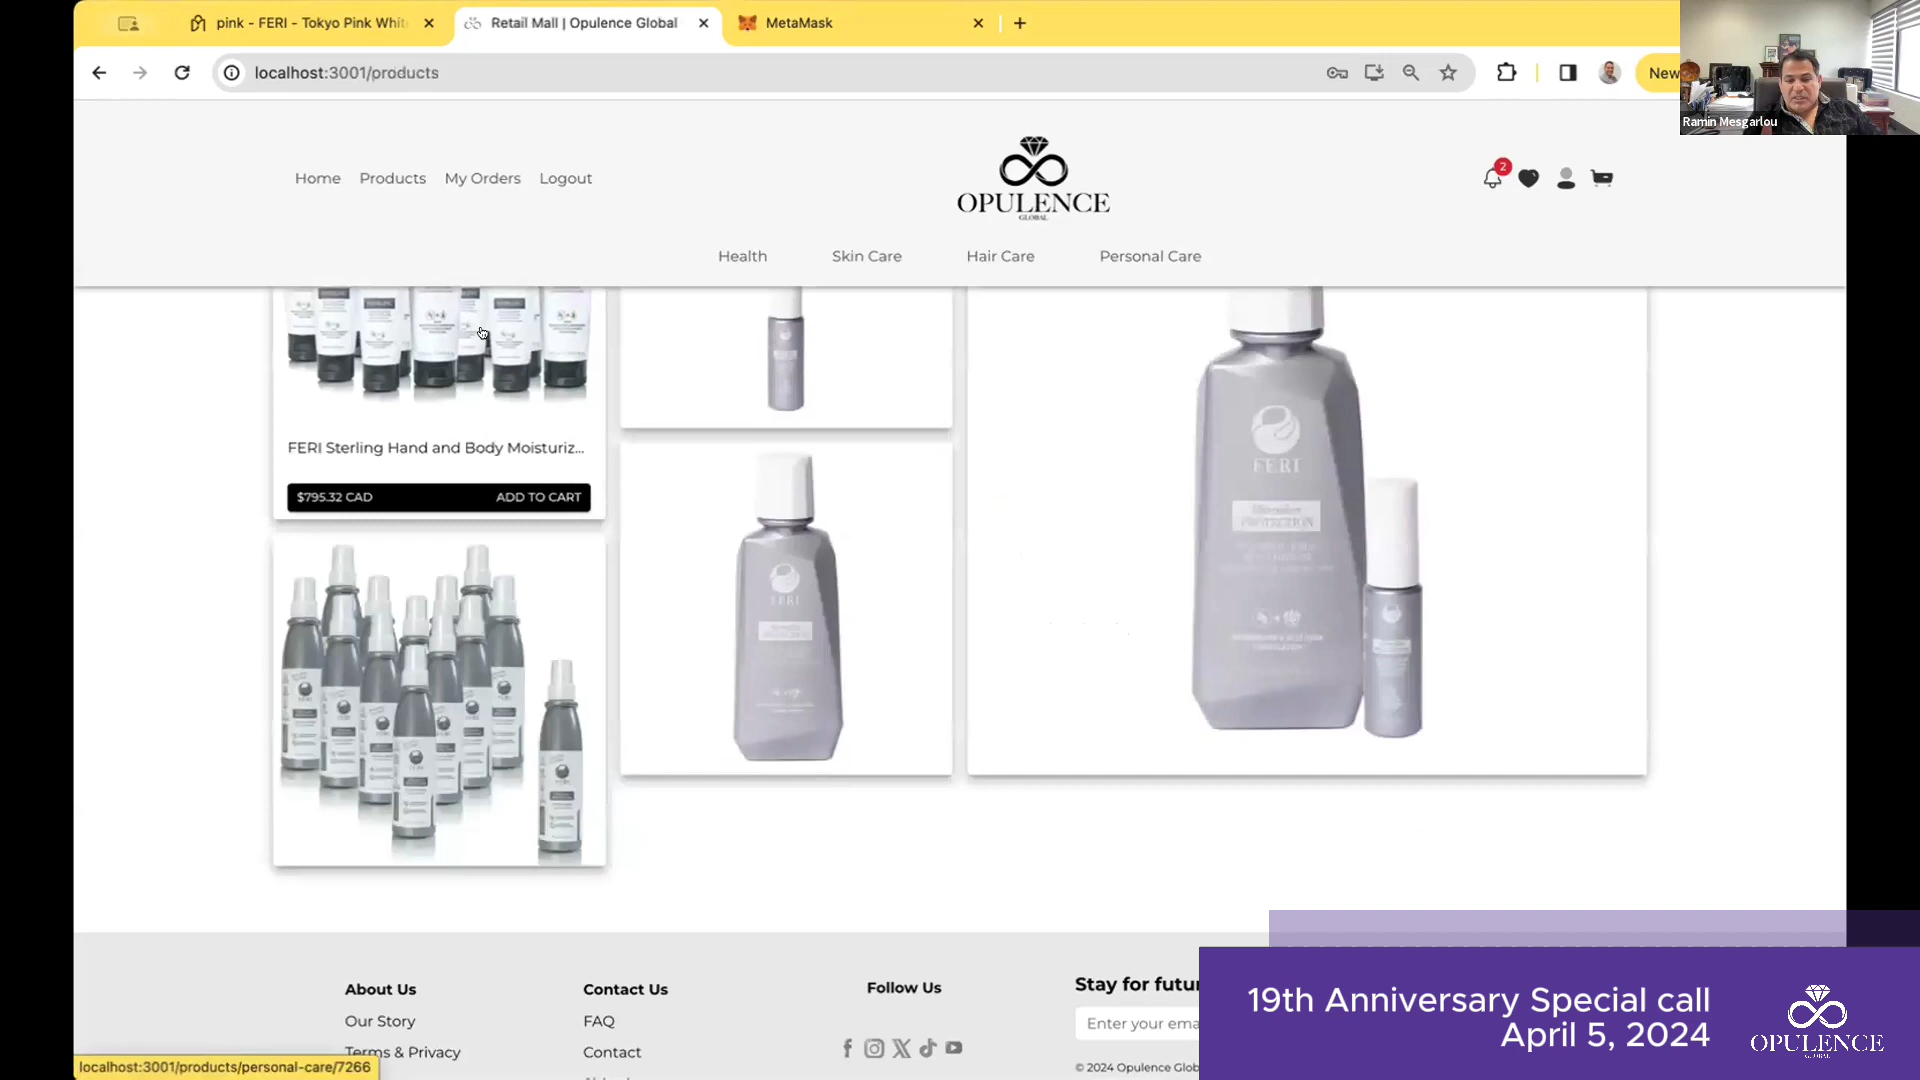 pink - FERI - Tokyo Pink Whit
Retail Mall | Opulence Global
MetaMask
localhost:3001/products
New
Ramin Mesgarlou
Home Products My Orders Logout
OPULENCE
GLOBAL
2
Health Skin Care Hair Care Personal Care
FERI Sterling Hand and Body Moisturiz...
$795.32 CAD ADD TO CART
FERI
PROTECTION
FERI
About Us
Our Story
Terms & Privacy
Contact Us
FAQ
Contact
Follow Us
Stay for futur
Enter your ema
© 2024 Opulence Glob
19th Anniversary Special call
April 5, 2024
OPULENCE
GLOBAL
localhost:3001/products/personal-care/7266